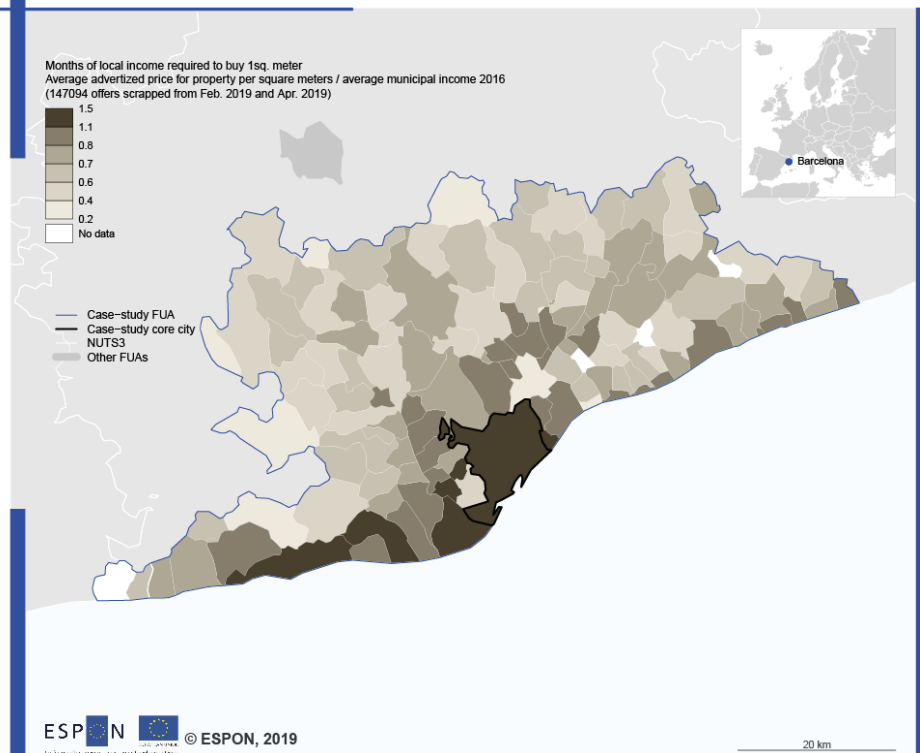 Months of local income required to buy 1sq. meter
Average advertized price for property per square meters / average municipal income 2016
(147094 offers scrapped from Feb. 2019 and Apr. 2019)
1.5
1.1
0.8
0.7
0.6
0.4
0.2
No data
Barcelona
Case-study FUA
Case-study core city
NUTS3
Other FUAs
ESPON
© ESPON, 2019
20 km